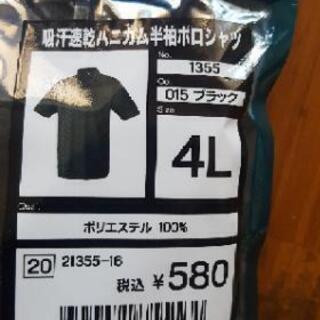 吸汗速乾ハニカム半袖ポロシャツ
No.
1355
Co.
015 ブラック
Size
4L
ポリエステル 100%
20 21355-16
税込 ¥580